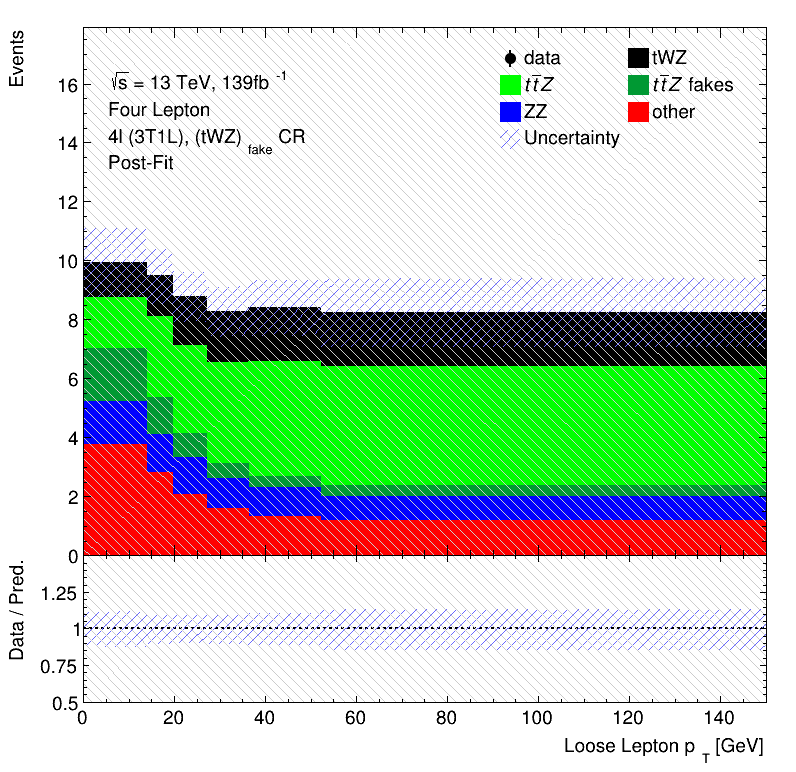 Events
√s = 13 TeV, 139fb⁻¹
Four Lepton
4l (3T1L), (tWZ) fake CR
Post-Fit
data
tWZ
tt̄Z
tt̄Z fakes
ZZ
other
Uncertainty
16
14
12
10
8
6
4
2
0
Data / Pred.
1.25
1
0.75
0.5
0 20 40 60 80 100 120 140
Loose Lepton p T [GeV]